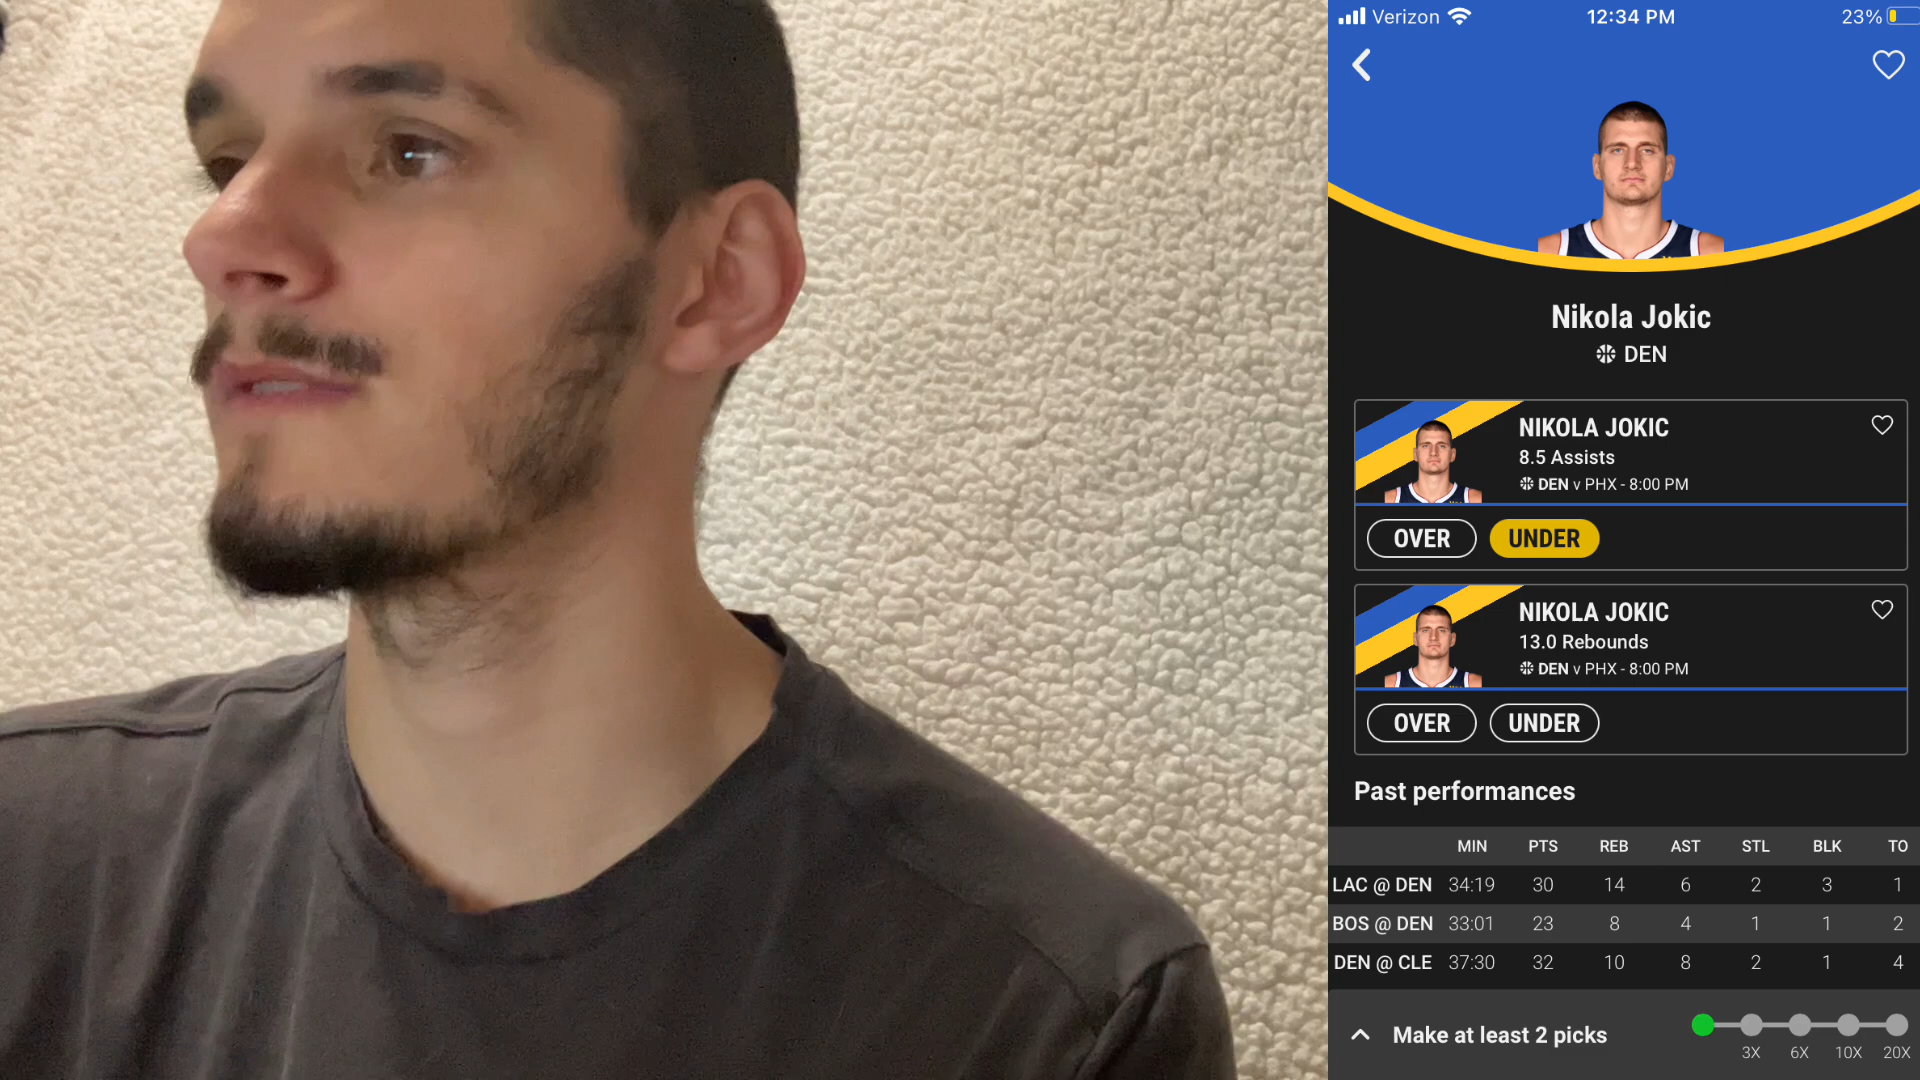 Verizon 12:34 PM 23%
Nikola Jokic
DEN
NIKOLA JOKIC
8.5 Assists
DEN v PHX - 8:00 PM
OVER UNDER
NIKOLA JOKIC
13.0 Rebounds
DEN v PHX - 8:00 PM
OVER UNDER
Past performances
MIN PTS REB AST STL BLK TO
LAC @ DEN 34:19 30 14 6 2 3 1
BOS @ DEN 33:01 23 8 4 1 1 2
DEN @ CLE 37:30 32 10 8 2 1 4
Make at least 2 picks
3X 6X 10X 20X